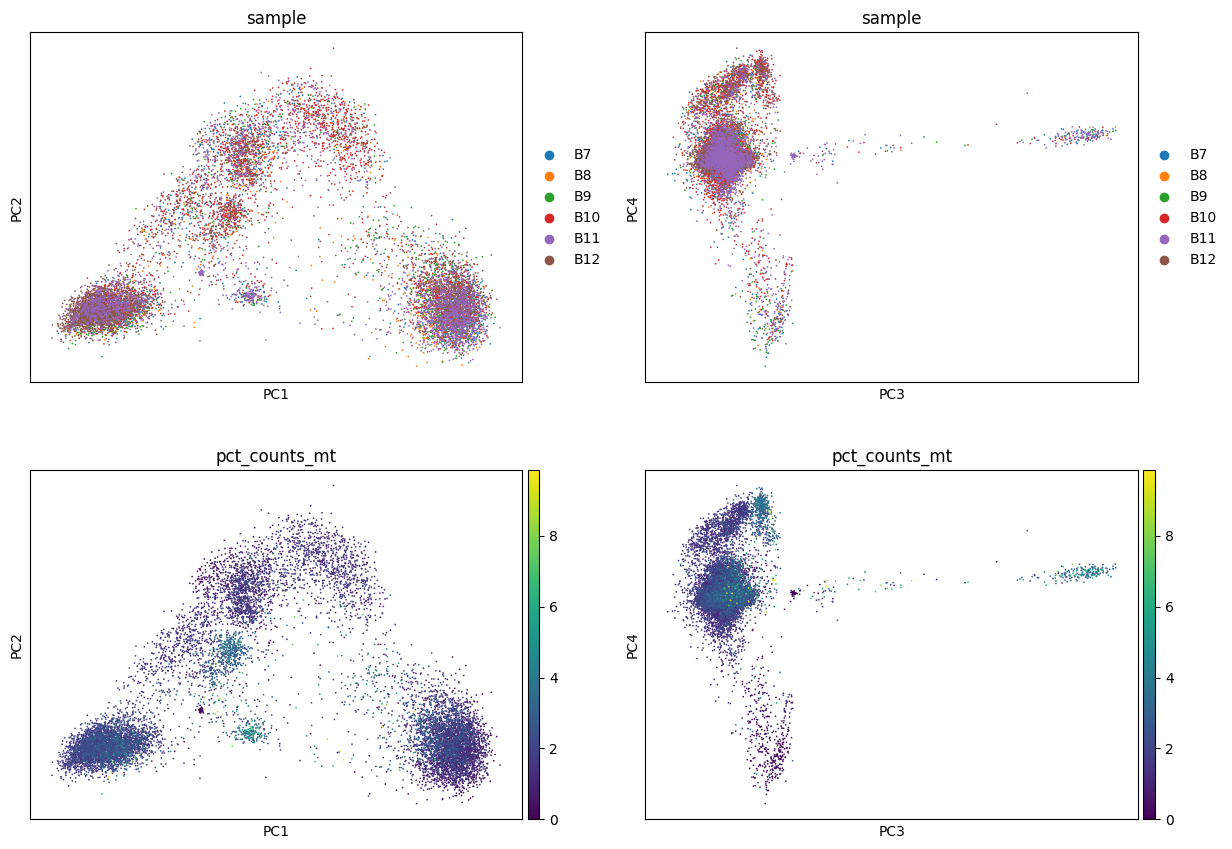 sample
PC2
PC1
B7
B8
B9
B10
B11
B12
sample
PC4
PC3
B7
B8
B9
B10
B11
B12
pct_counts_mt
PC2
PC1
8
6
4
2
0
pct_counts_mt
PC4
PC3
8
6
4
2
0